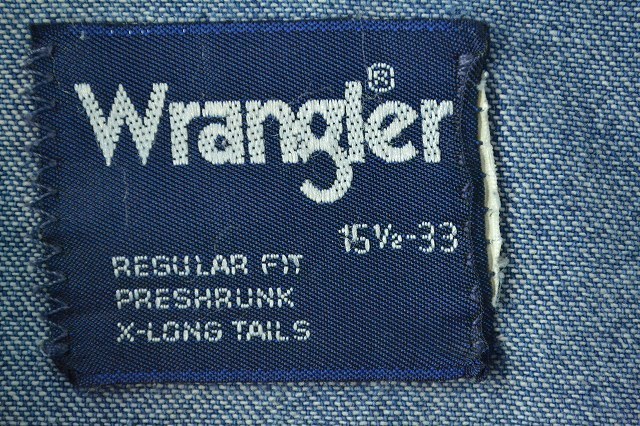 Wrangler®
15½-33
REGULAR FIT
PRESHRUNK
X-LONG TAILS